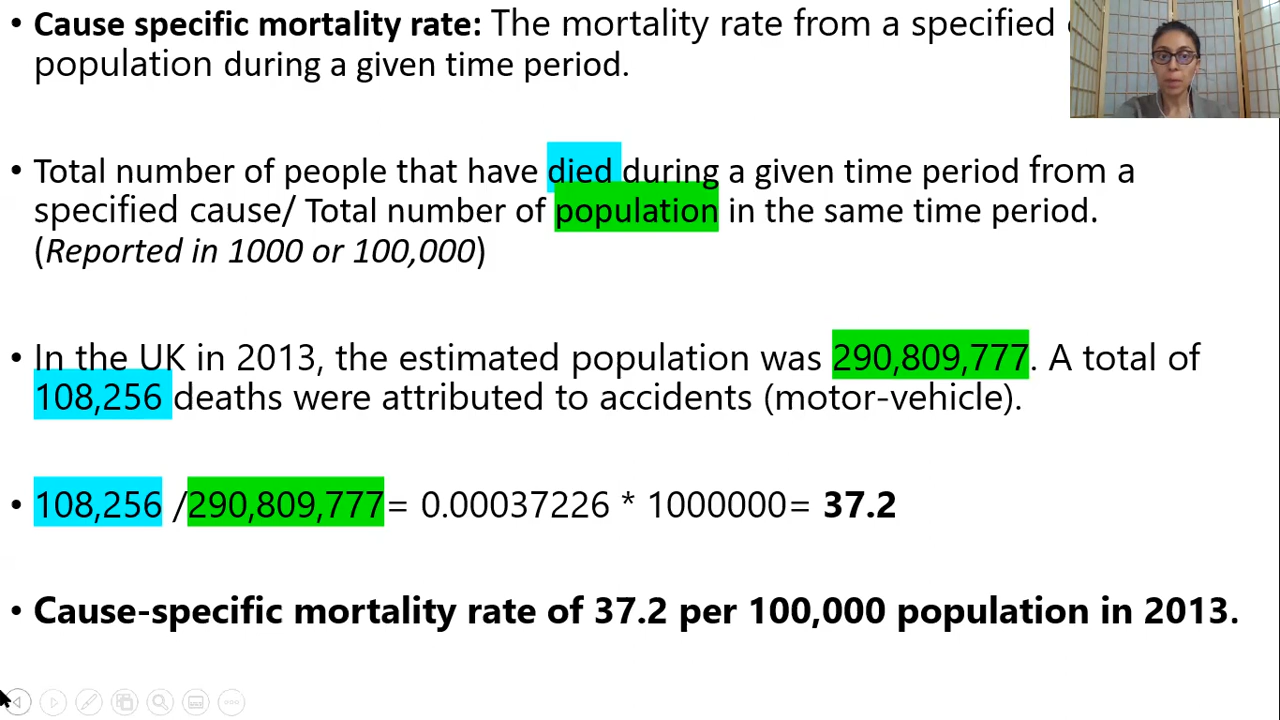 • Cause specific mortality rate: The mortality rate from a specified
population during a given time period.
• Total number of people that have died during a given time period from a
specified cause/ Total number of population in the same time period.
(Reported in 1000 or 100,000)
• In the UK in 2013, the estimated population was 290,809,777. A total of
108,256 deaths were attributed to accidents (motor-vehicle).
• 108,256 /290,809,777= 0.00037226 * 1000000= 37.2
• Cause-specific mortality rate of 37.2 per 100,000 population in 2013.